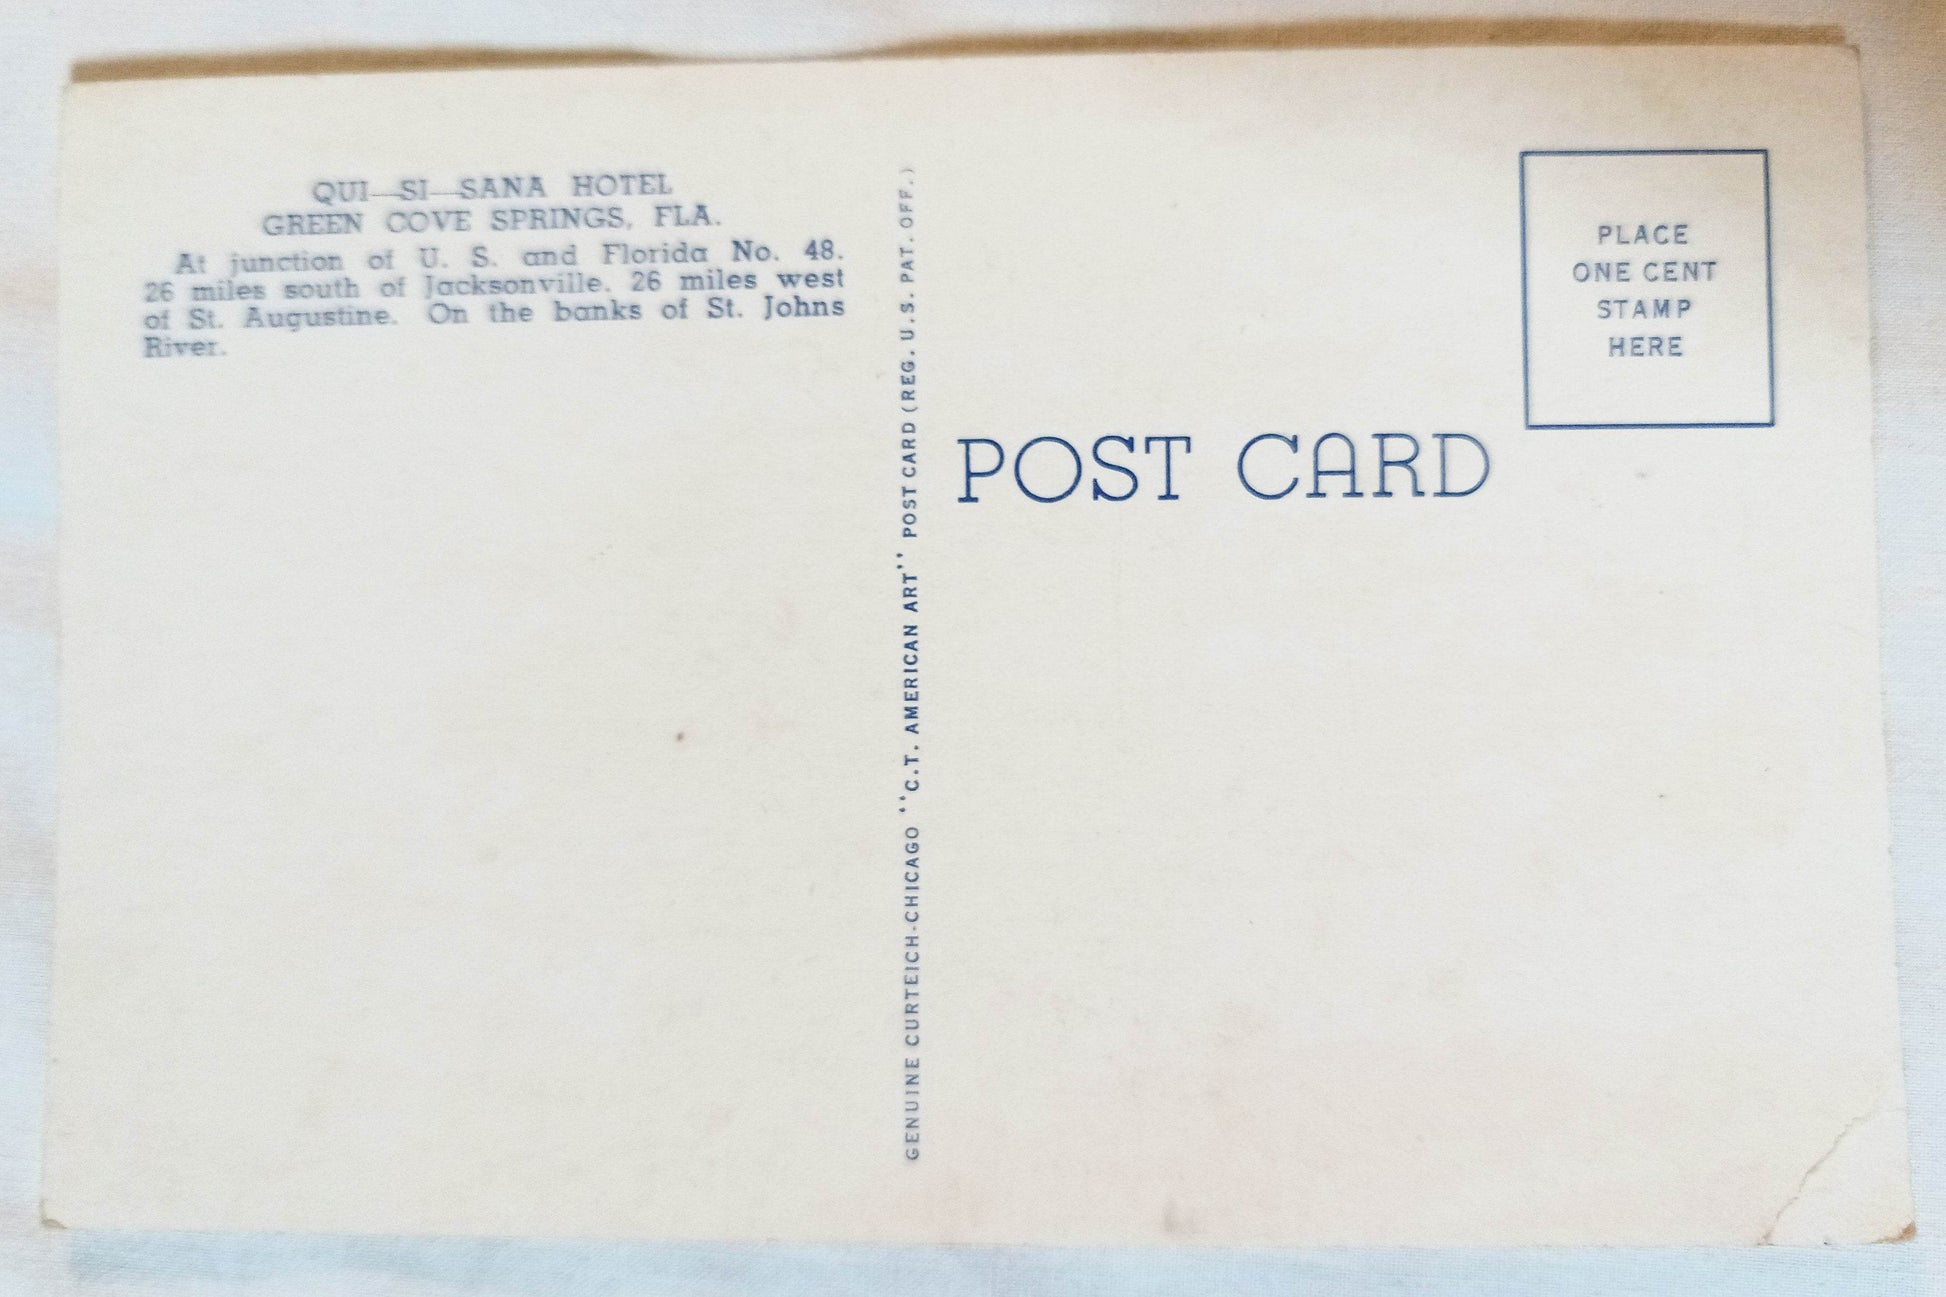 QUI—SI—SANA HOTEL
GREEN COVE SPRINGS, FLA.
At junction of U. S. and Florida No. 48.
26 miles south of Jacksonville. 26 miles west
of St. Augustine. On the banks of St. Johns
River.
GENUINE CURTEICH-CHICAGO "C.T. AMERICAN ART" POST CARD (REG. U.S. PAT. OFF.)
POST CARD
PLACE
ONE CENT
STAMP
HERE